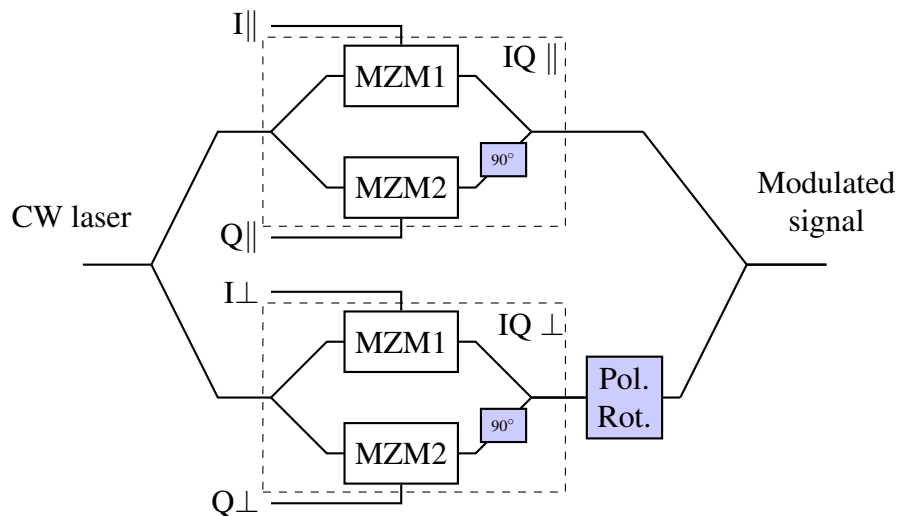 I∥
IQ ∥
MZM1
90°
MZM2
Q∥
CW laser
Modulated
signal
I⊥
IQ ⊥
MZM1
Pol.
Rot.
90°
MZM2
Q⊥